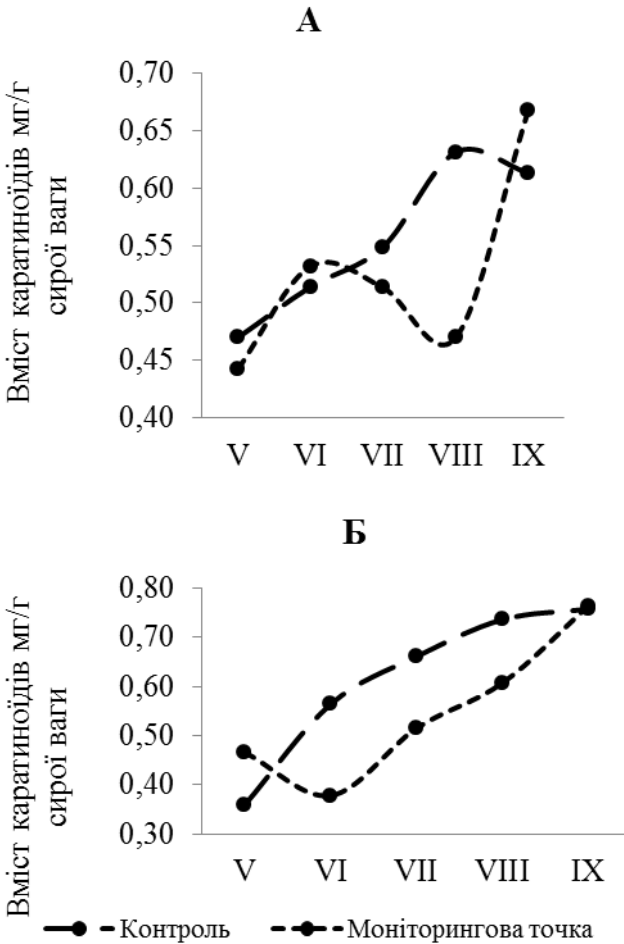 А
Вміст каратиноїдів мг/г
сирої ваги
0,70
0,65
0,60
0,55
0,50
0,45
0,40
V VI VII VIII IX
Б
Вміст каратиноїдів мг/г
сирої ваги
0,80
0,70
0,60
0,50
0,40
0,30
V VI VII VIII IX
Контроль Моніторингова точка